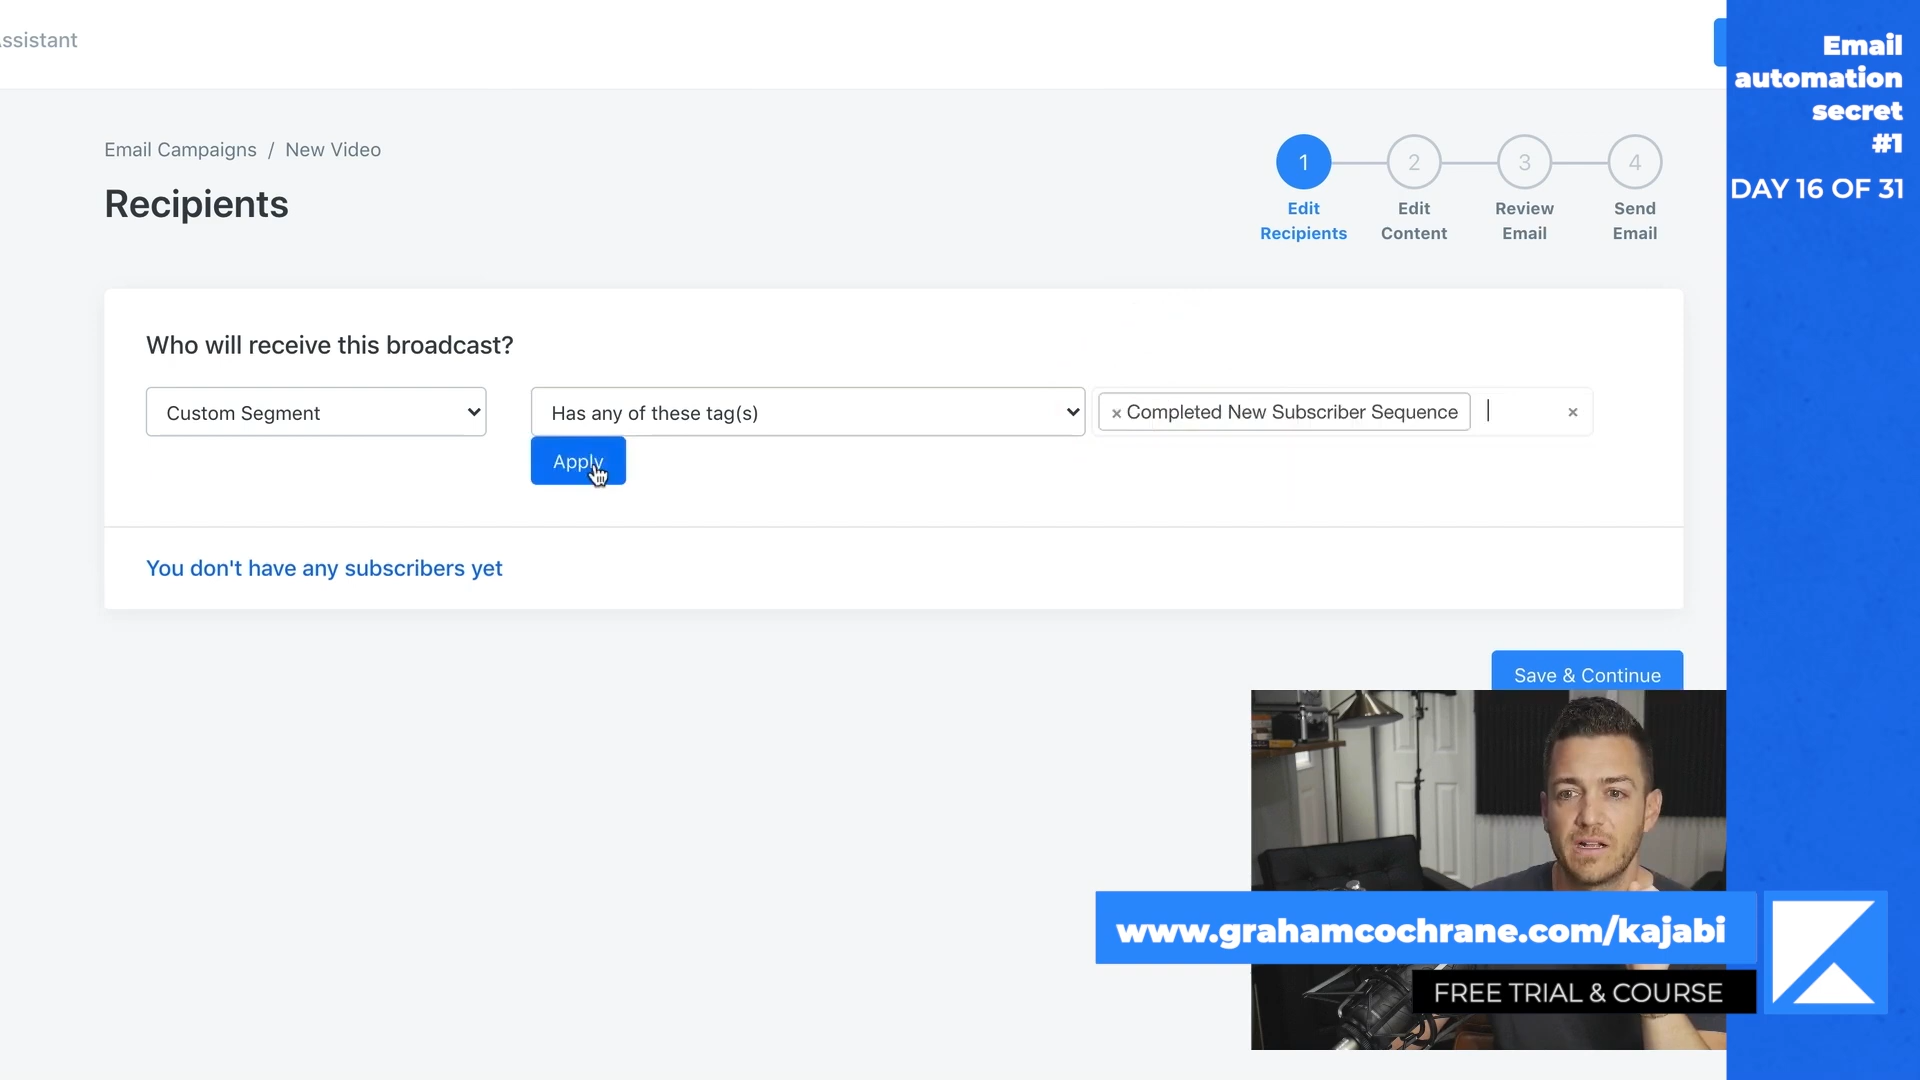 ssistant
Email Campaigns / New Video
Recipients
1
2
3
4
Edit
Recipients
Edit
Content
Review
Email
Send
Email
Who will receive this broadcast?
Custom Segment
Has any of these tag(s)
× Completed New Subscriber Sequence
×
Apply
You don't have any subscribers yet
Save & Continue
Email
automation
secret
#1
DAY 16 OF 31
www.grahamcochrane.com/kajabi
FREE TRIAL & COURSE